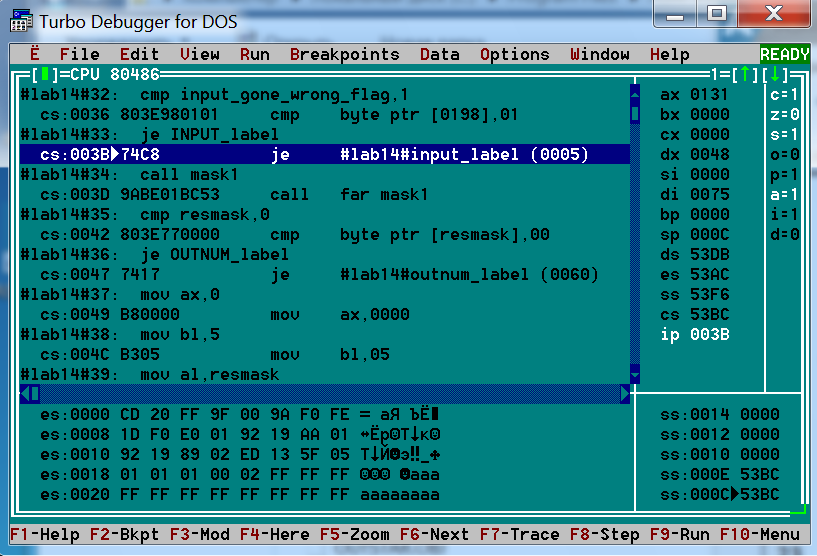 Turbo Debugger for DOS
Ё File Edit View Run Breakpoints Data Options Window Help READY
[▮]=CPU 80486 1=[↑][↓]
#lab14#32: cmp input_gone_wrong_flag,1 ax 0131 c=1
cs:0036 803E980101 cmp byte ptr [0198],01 bx 0000 z=0
#lab14#33: je INPUT_label cx 0000 s=1
cs:003B▶74C8 je #lab14#input_label (0005) dx 0048 o=0
#lab14#34: call mask1 si 0000 p=1
cs:003D 9ABE01BC53 call far mask1 di 0075 a=1
#lab14#35: cmp resmask,0 bp 0000 i=1
cs:0042 803E770000 cmp byte ptr [resmask],00 sp 000C d=0
#lab14#36: je OUTNUM_label ds 53DB
cs:0047 7417 je #lab14#outnum_label (0060) es 53AC
#lab14#37: mov ax,0 ss 53F6
cs:0049 B80000 mov ax,0000 cs 53BC
#lab14#38: mov bl,5 ip 003B
cs:004C B305 mov bl,05
#lab14#39: mov al,resmask
es:0000 CD 20 FF 9F 00 9A F0 FE = аЯ ЪЁ▮ ss:0014 0000
es:0008 1D F0 E0 01 92 19 AA 01 ↔Ёр☺Т↓к☺ ss:0012 0000
es:0010 92 19 89 02 ED 13 5F 05 Т↓Й☻э‼_♣ ss:0010 0000
es:0018 01 01 01 00 02 FF FF FF ☺☺☺ ☻ааа ss:000E 53BC
es:0020 FF FF FF FF FF FF FF FF аааааааа ss:000C▶53BC
F1-Help F2-Bkpt F3-Mod F4-Here F5-Zoom F6-Next F7-Trace F8-Step F9-Run F10-Menu